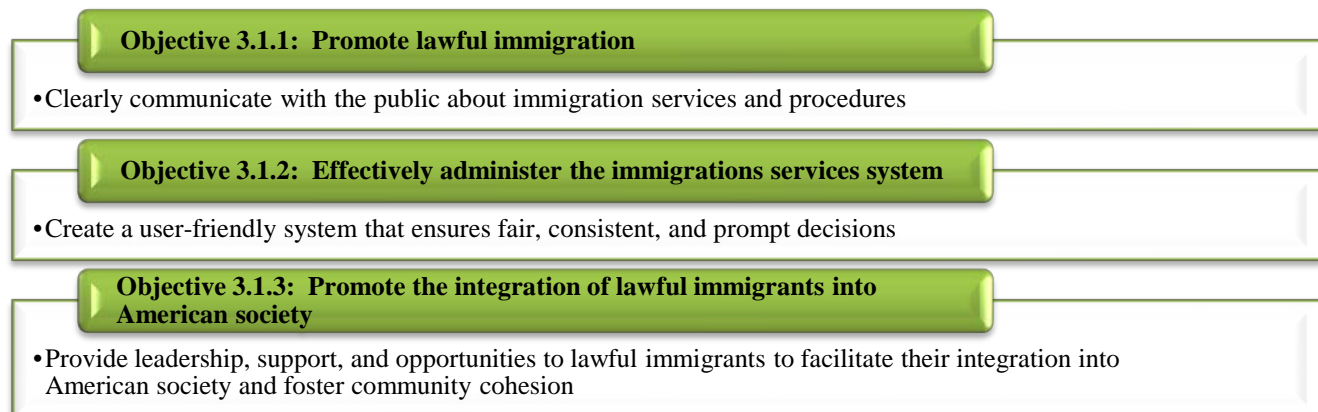 Objective 3.1.1:  Promote lawful immigration
•Clearly communicate with the public about immigration services and procedures
Objective 3.1.2:  Effectively administer the immigrations services system
•Create a user-friendly system that ensures fair, consistent, and prompt decisions
Objective 3.1.3:  Promote the integration of lawful immigrants into
American society
•Provide leadership, support, and opportunities to lawful immigrants to facilitate their integration into
American society and foster community cohesion